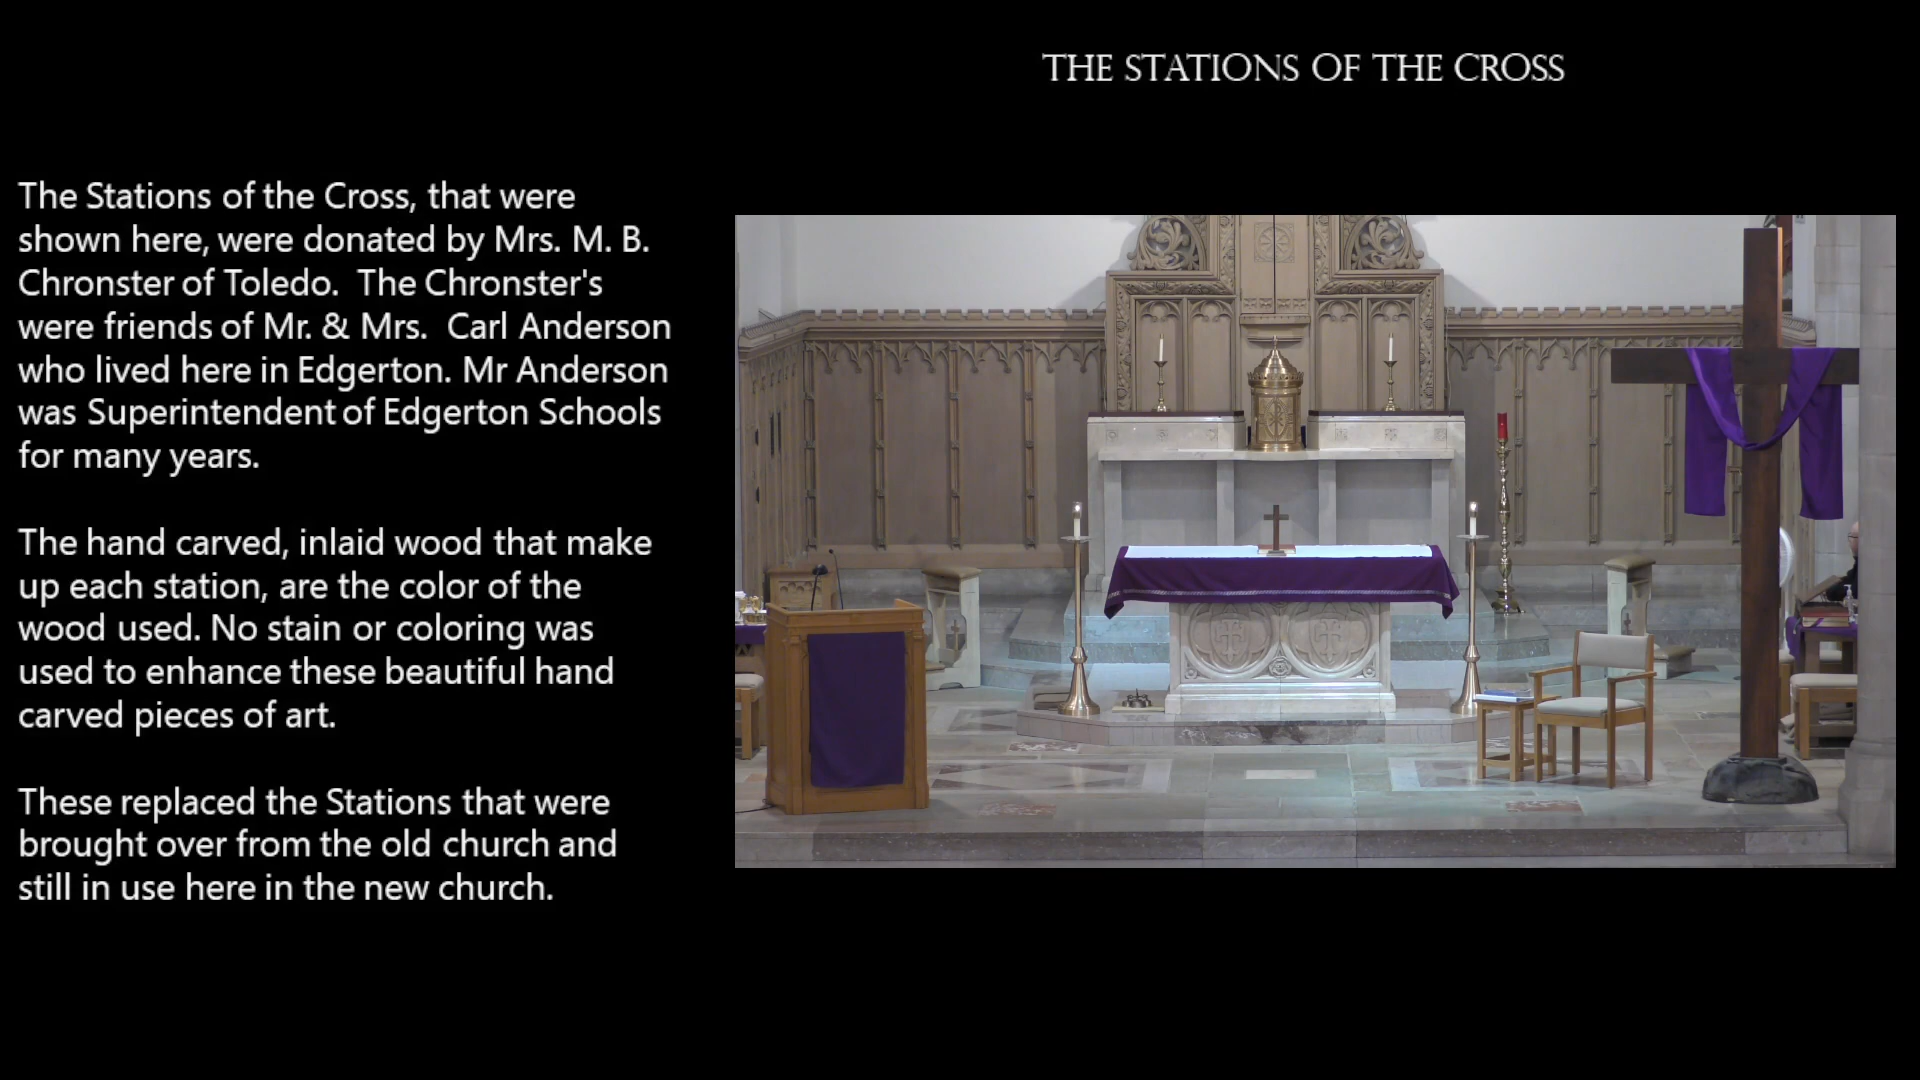 THE STATIONS OF THE CROSS
The Stations of the Cross, that were
shown here, were donated by Mrs. M. B.
Chronster of Toledo.  The Chronster's
were friends of Mr. & Mrs.  Carl Anderson
who lived here in Edgerton. Mr Anderson
was Superintendent of Edgerton Schools
for many years.
The hand carved, inlaid wood that make
up each station, are the color of the
wood used. No stain or coloring was
used to enhance these beautiful hand
carved pieces of art.
These replaced the Stations that were
brought over from the old church and
still in use here in the new church.